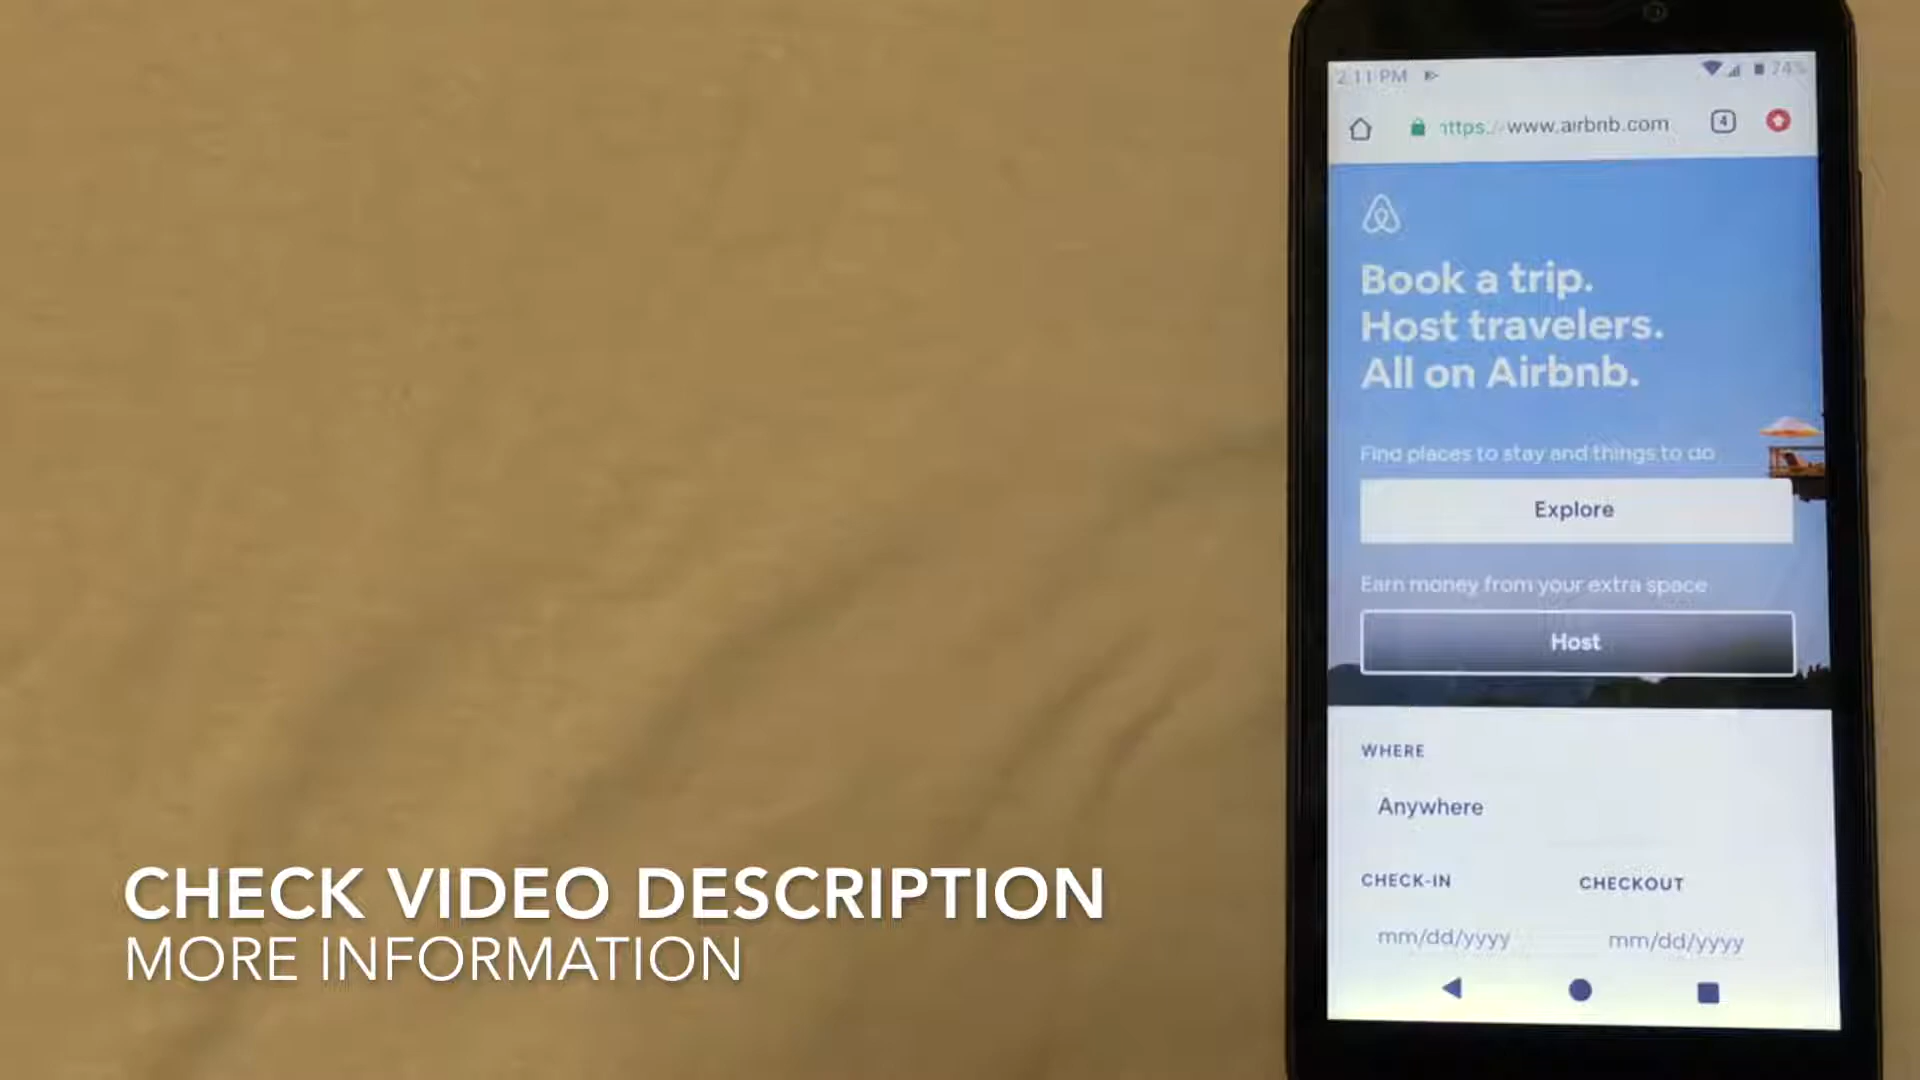 2:11 PM 74%
https://www.airbnb.com 4
Book a trip.
Host travelers.
All on Airbnb.
Find places to stay and things to do
Explore
Earn money from your extra space
Host
WHERE
Anywhere
CHECK-IN CHECKOUT
mm/dd/yyyy mm/dd/yyyy
CHECK VIDEO DESCRIPTION
MORE INFORMATION